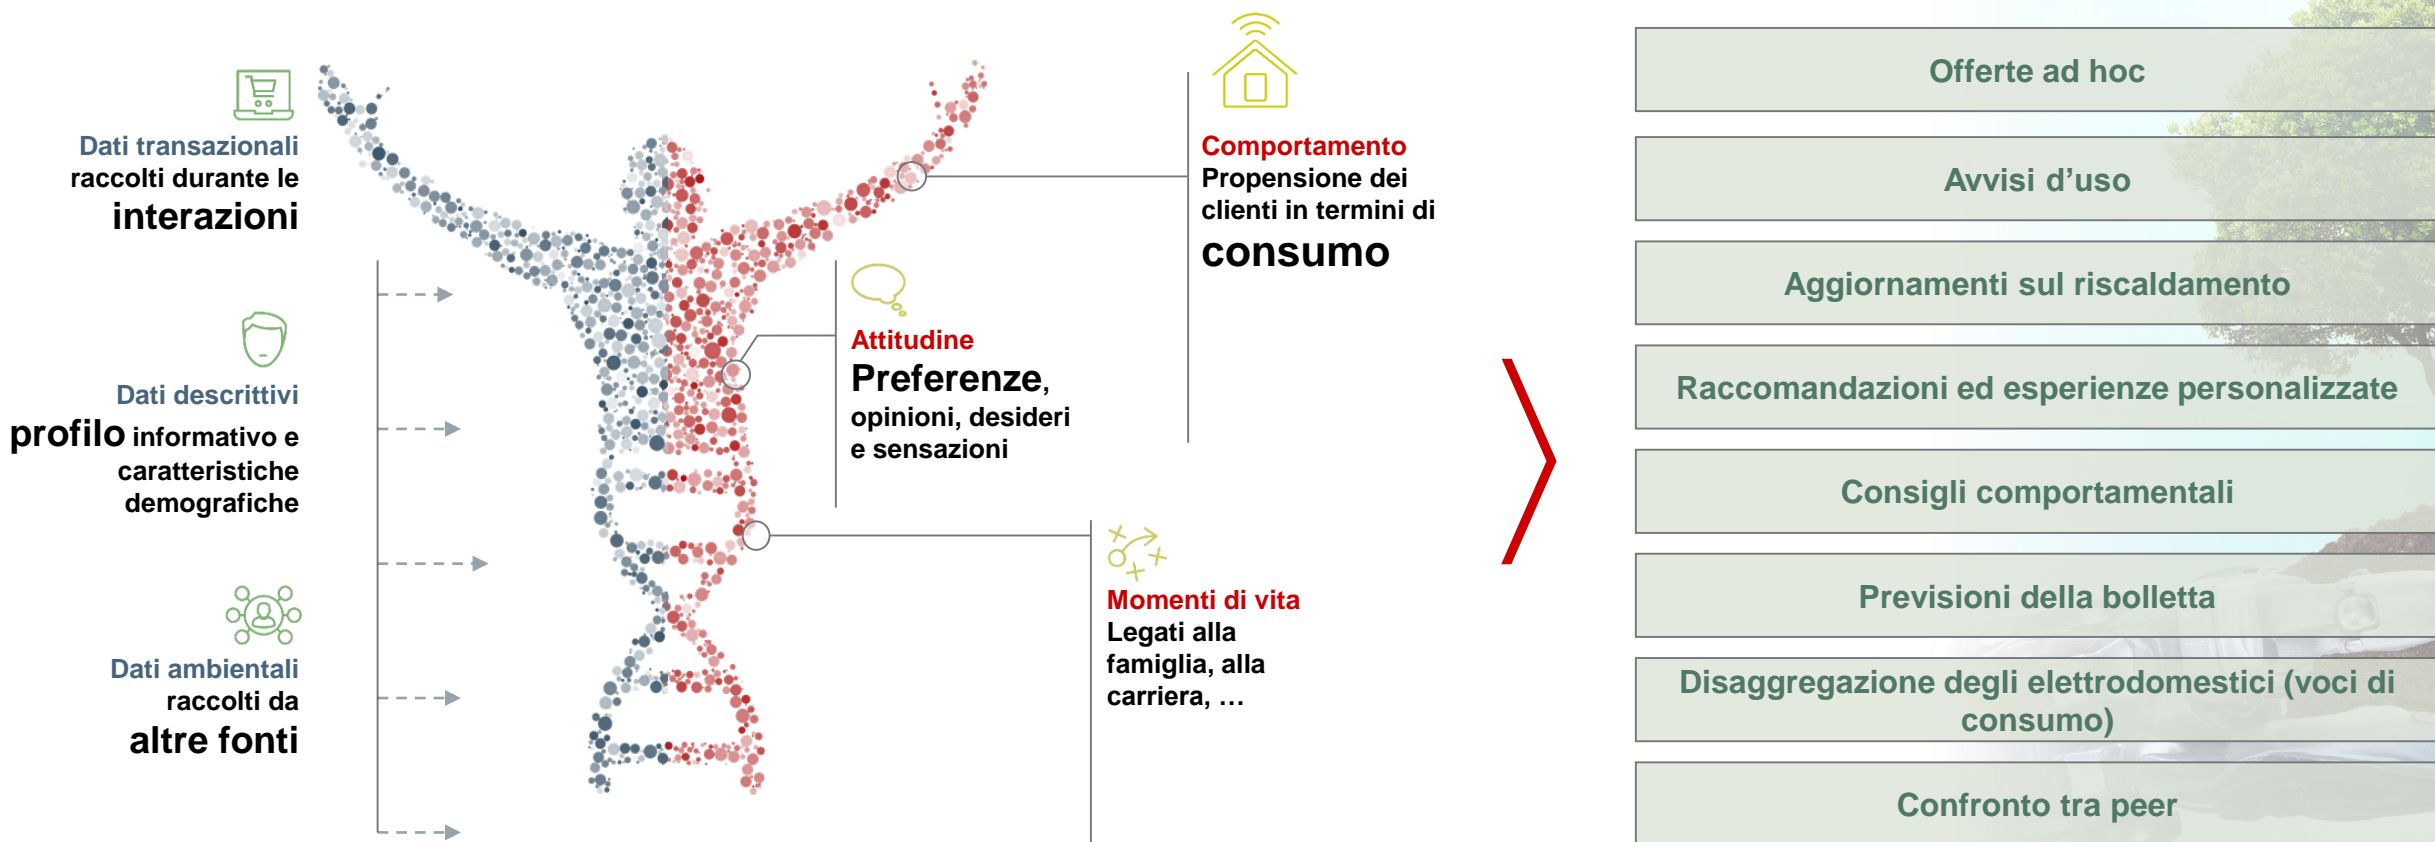 Dati transazionali
raccolti durante le
interazioni
Dati descrittivi
profilo informativo e
caratteristiche
demografiche
Dati ambientali
raccolti da
altre fonti
Comportamento
Propensione dei
clienti in termini di
consumo
Attitudine
Preferenze,
opinioni, desideri
e sensazioni
Momenti di vita
Legati alla
famiglia, alla
carriera, …
Offerte ad hoc
Avvisi d’uso
Aggiornamenti sul riscaldamento
Raccomandazioni ed esperienze personalizzate
Consigli comportamentali
Previsioni della bolletta
Disaggregazione degli elettrodomestici (voci di
consumo)
Confronto tra peer